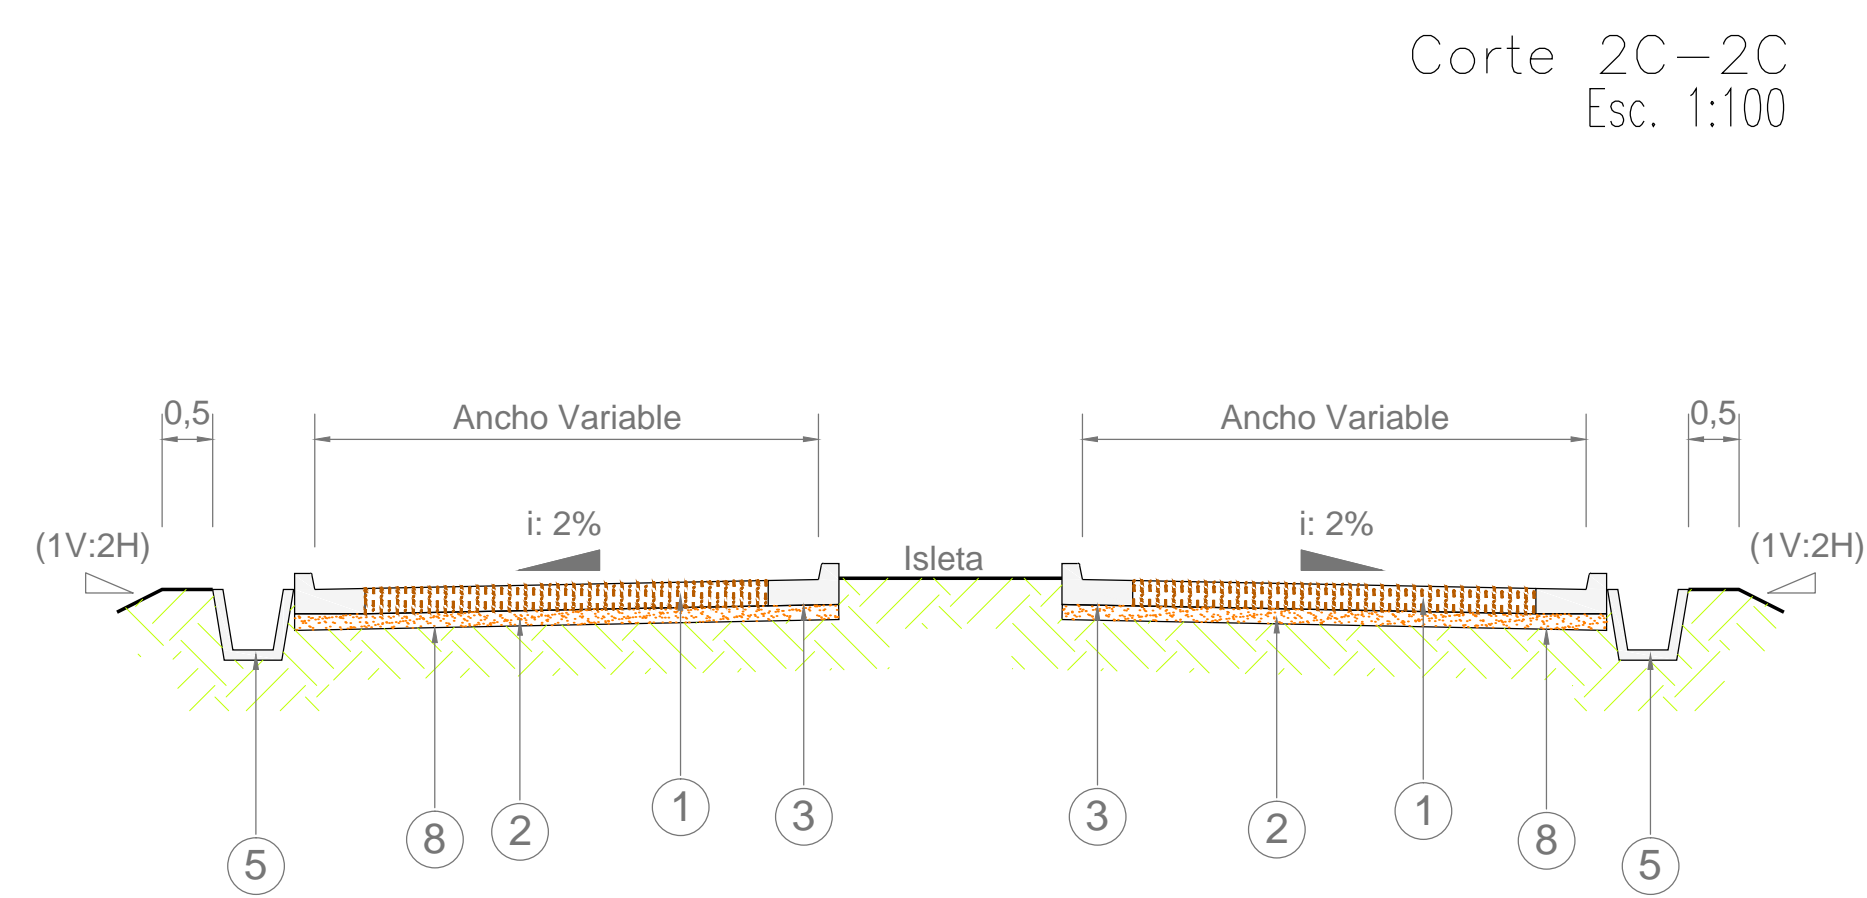 Corte 2C-2C
Esc. 1:100
0,5 Ancho Variable Ancho Variable 0,5
(1V:2H) i: 2% Isleta i: 2% (1V:2H)
5 8 2 1 3 3 2 1 8 5